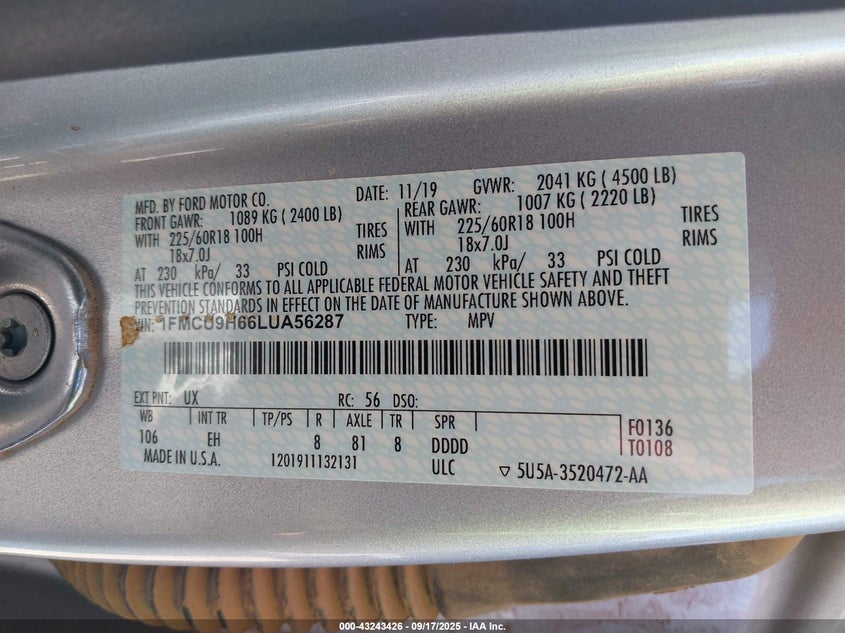 MFD. BY FORD MOTOR CO. DATE: 11/19 GVWR: 2041 KG ( 4500 LB)
FRONT GAWR: 1089 KG ( 2400 LB) REAR GAWR: 1007 KG ( 2220 LB)
WITH 225/60R18 100H TIRES WITH 225/60R18 100H TIRES
18x7.0J RIMS 18x7.0J RIMS
AT 230 kPa/ 33 PSI COLD AT 230 kPa/ 33 PSI COLD
THIS VEHICLE CONFORMS TO ALL APPLICABLE FEDERAL MOTOR VEHICLE SAFETY AND THEFT
PREVENTION STANDARDS IN EFFECT ON THE DATE OF MANUFACTURE SHOWN ABOVE.
VIN: 1FMCU9H66LUA56287 TYPE: MPV
EXT PNT: UX RC: 56 DSO:
WB INT TR TP/PS R AXLE TR SPR
106 EH 8 81 8 DDDD
F0136
T0108
MADE IN U.S.A. 1201911132131 ULC ▽ 5U5A-3520472-AA
000-43243426 - 09/17/2025 - IAA Inc.